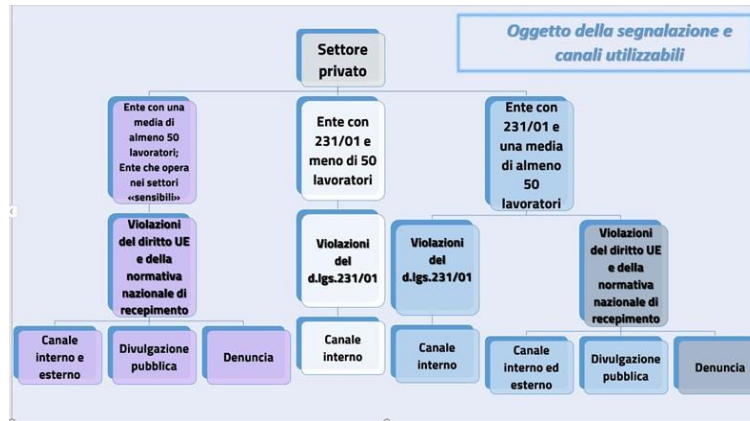 Oggetto della segnalazione e
canali utilizzabili
Settore
privato
Ente con una
media di
almeno 50
lavoratori;
Ente che opera
nei settori
«sensibili»
Ente con
231/01 e
meno di 50
lavoratori
Ente con
231/01 e
una media
di almeno
50
lavoratori
Violazioni
del diritto UE
e della
normativa
nazionale di
recepimento
Violazioni
del
d.lgs.231/01
Violazioni
del
d.lgs.231/01
Violazioni
del diritto UE
e della
normativa
nazionale di
recepimento
Canale
interno e
esterno
Divulgazione
pubblica
Denuncia
Canale
interno
Canale
interno
Canale
interno ed
esterno
Divulgazione
pubblica
Denuncia